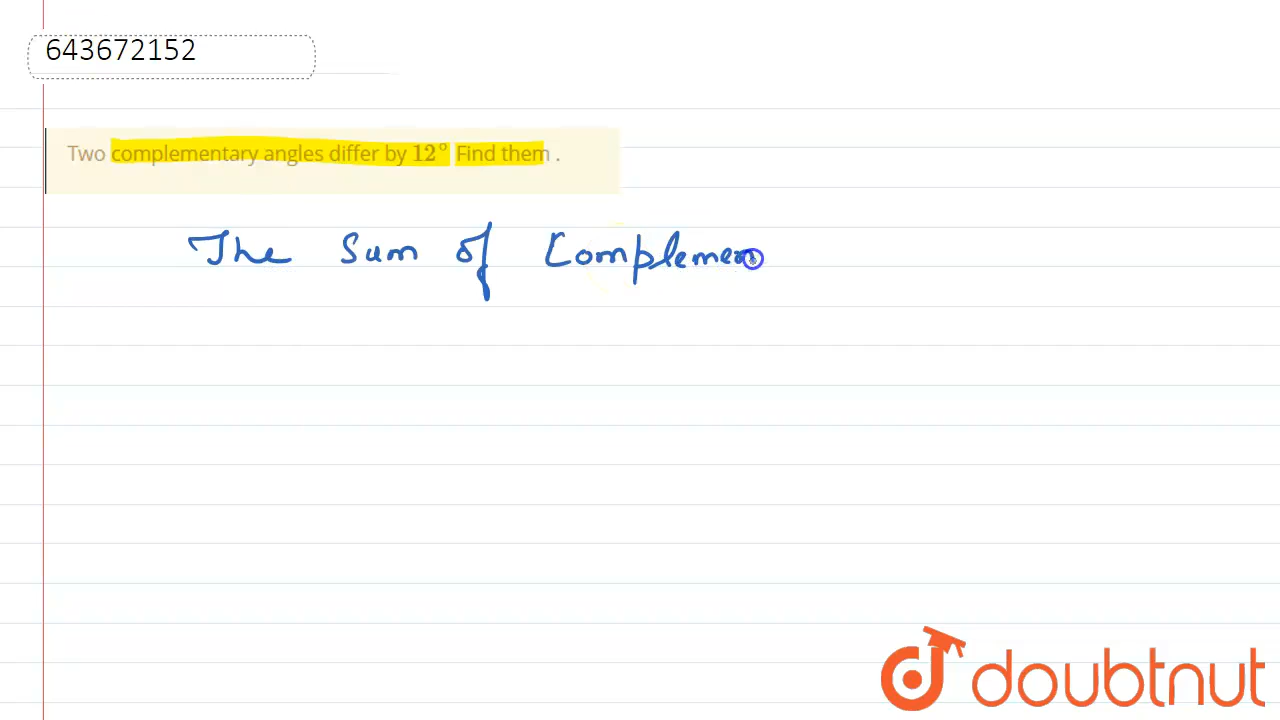 643672152
Two complementary angles differ by 12° Find them .
The Sum of Complemen
doubtnut